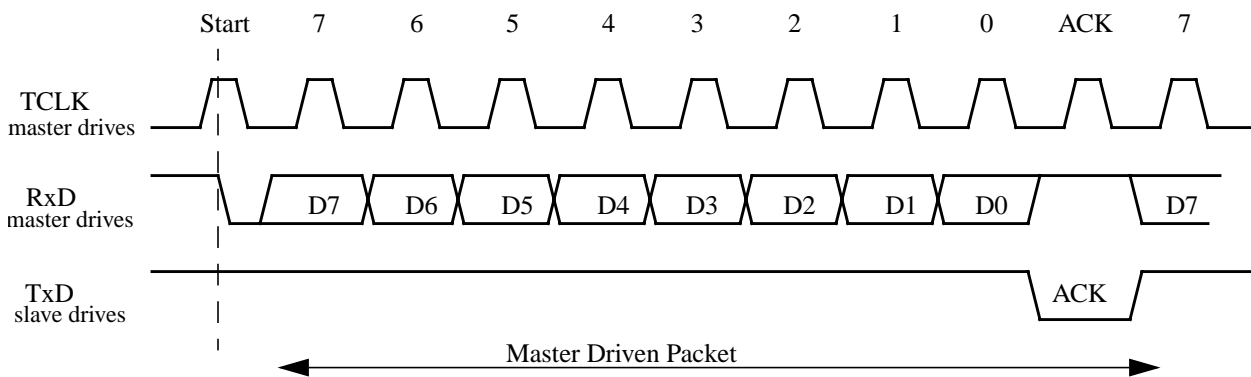 Start 7 6 5 4 3 2 1 0 ACK 7
TCLK
master drives
RxD
master drives
D7 D6 D5 D4 D3 D2 D1 D0 D7
TxD
slave drives
ACK
Master Driven Packet